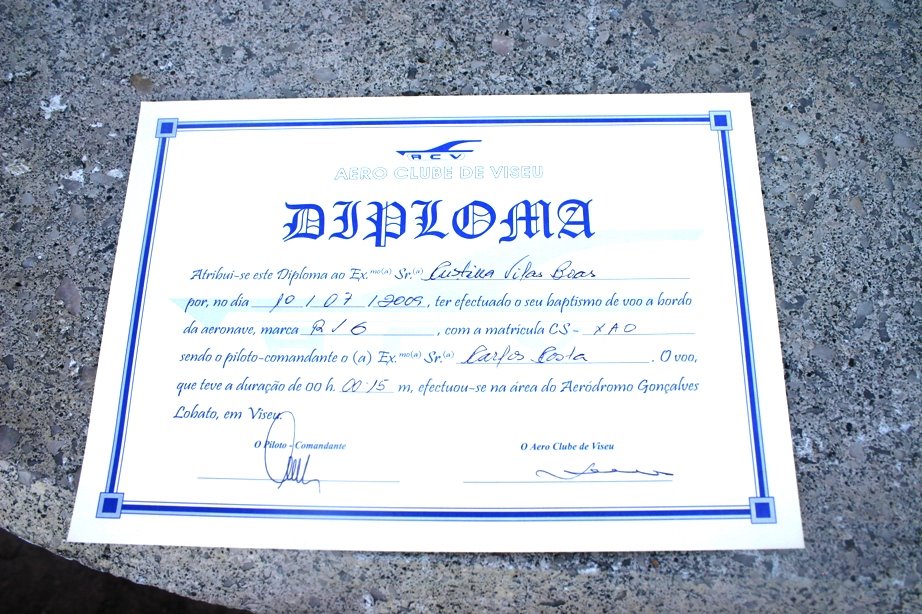 ACV
AERO CLUBE DE VISEU
DIPLOMA
Atribui-se este Diploma ao Ex.mo(a) Sr.(a) Cristina Vilas Boas
por, no dia 10 / 07 / 2009, ter efectuado o seu baptismo de voo a bordo
da aeronave, marca RV6, com a matricula CS- XAO
sendo o piloto-comandante o (a) Ex.mo(a) Sr.(a) Carlos Costa. O voo,
que teve a duração de 00 h. 00:15 m, efectuou-se na área do Aeródromo Gonçalves
Lobato, em Viseu.
O Piloto - Comandante O Aero Clube de Viseu